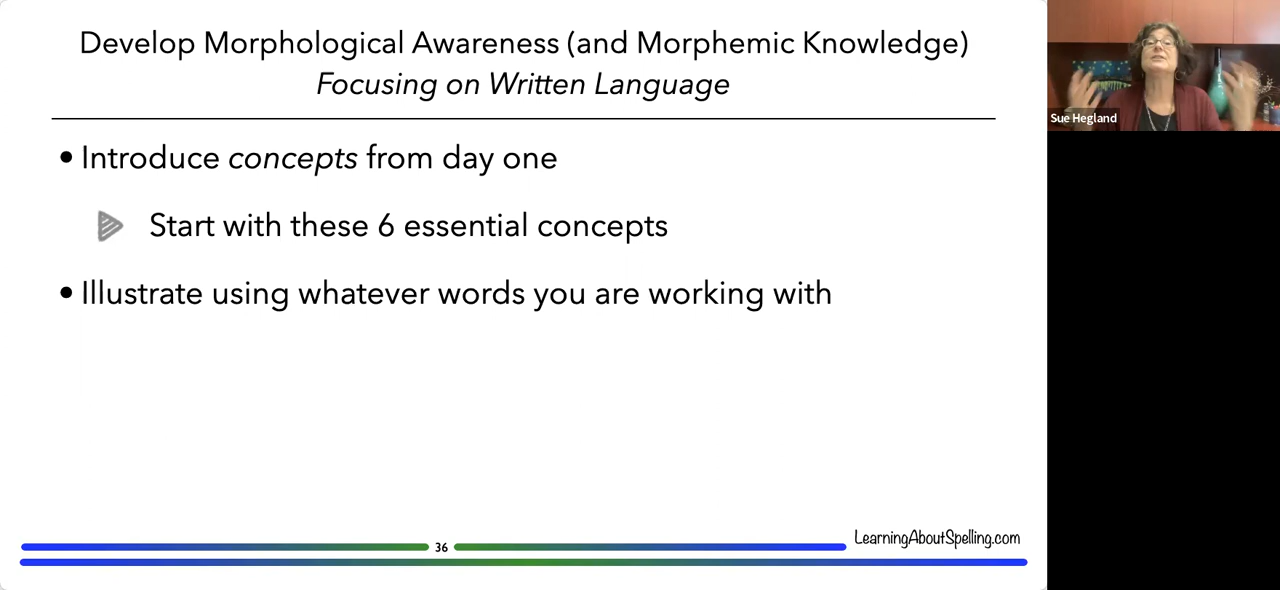 Develop Morphological Awareness (and Morphemic Knowledge)
Focusing on Written Language
• Introduce concepts from day one
Start with these 6 essential concepts
• Illustrate using whatever words you are working with
36
LearningAboutSpelling.com
Sue Hegland